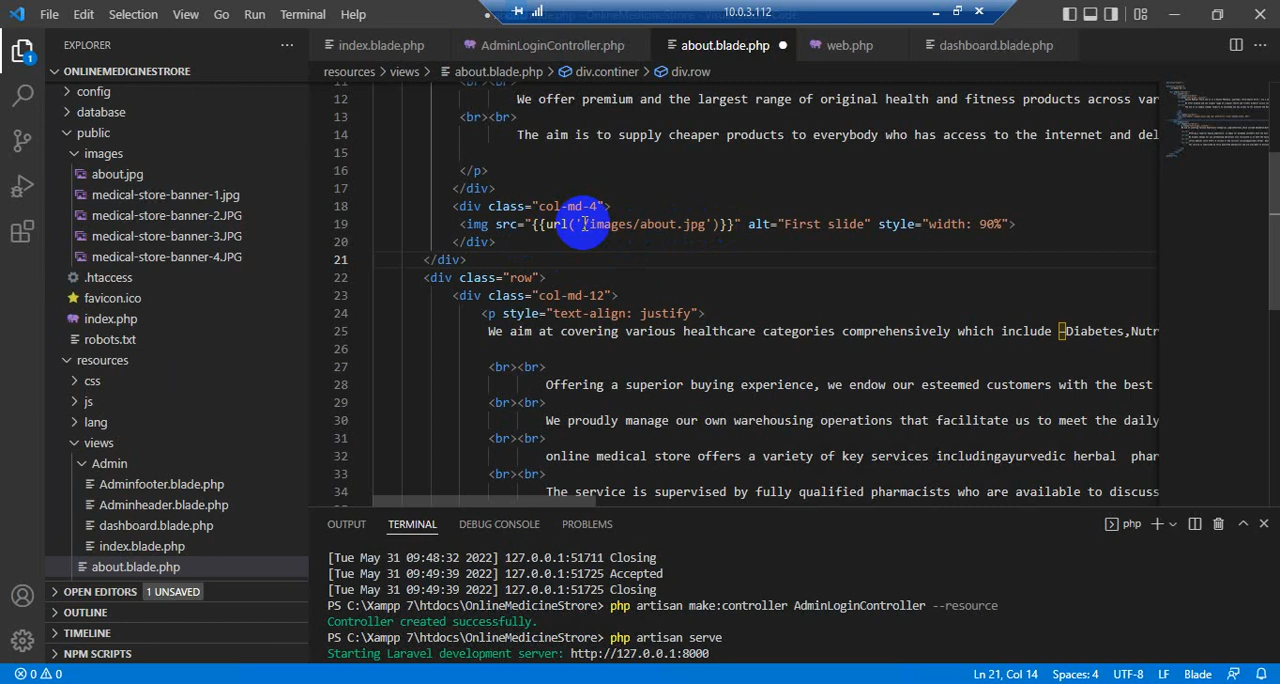 File Edit Selection View Go Run Terminal Help
10.0.3.112
EXPLORER
index.blade.php AdminLoginController.php about.blade.php web.php dashboard.blade.php
ONLINEMEDICINESTRORE
resources > views > about.blade.php > div.continer > div.row
config
database
public
images
about.jpg
medical-store-banner-1.jpg
medical-store-banner-2.JPG
medical-store-banner-3.JPG
medical-store-banner-4.JPG
.htaccess
favicon.ico
index.php
robots.txt
resources
css
js
lang
views
Admin
Adminfooter.blade.php
Adminheader.blade.php
dashboard.blade.php
index.blade.php
about.blade.php
OPEN EDITORS 1 UNSAVED
OUTLINE
TIMELINE
NPM SCRIPTS
12 We offer premium and the largest range of original health and fitness products across var
13 <br><br>
14 The aim is to supply cheaper products to everybody who has access to the internet and del
15
16 </p>
17 </div>
18 <div class="col-md-4">
19 <img src="{{url('/images/about.jpg')}}" alt="First slide" style="width: 90%">
20 </div>
21 </div>
22 <div class="row">
23 <div class="col-md-12">
24 <p style="text-align: justify">
25 We aim at covering various healthcare categories comprehensively which include –Diabetes,Nutr
26
27 <br><br>
28 Offering a superior buying experience, we endow our esteemed customers with the best
29 <br><br>
30 We proudly manage our own warehousing operations that facilitate us to meet the daily
31 <br><br>
32 online medical store offers a variety of key services includingayurvedic herbal phar
33 <br><br>
34 The service is supervised by fully qualified pharmacists who are available to discuss
OUTPUT TERMINAL DEBUG CONSOLE PROBLEMS
php
[Tue May 31 09:48:32 2022] 127.0.0.1:51711 Closing
[Tue May 31 09:49:39 2022] 127.0.0.1:51725 Accepted
[Tue May 31 09:49:39 2022] 127.0.0.1:51725 Closing
PS C:\Xampp 7\htdocs\OnlineMedicineStrore> php artisan make:controller AdminLoginController --resource
Controller created successfully.
PS C:\Xampp 7\htdocs\OnlineMedicineStrore> php artisan serve
Starting Laravel development server: http://127.0.0.1:8000
0 0 Ln 21, Col 14 Spaces: 4 UTF-8 LF Blade